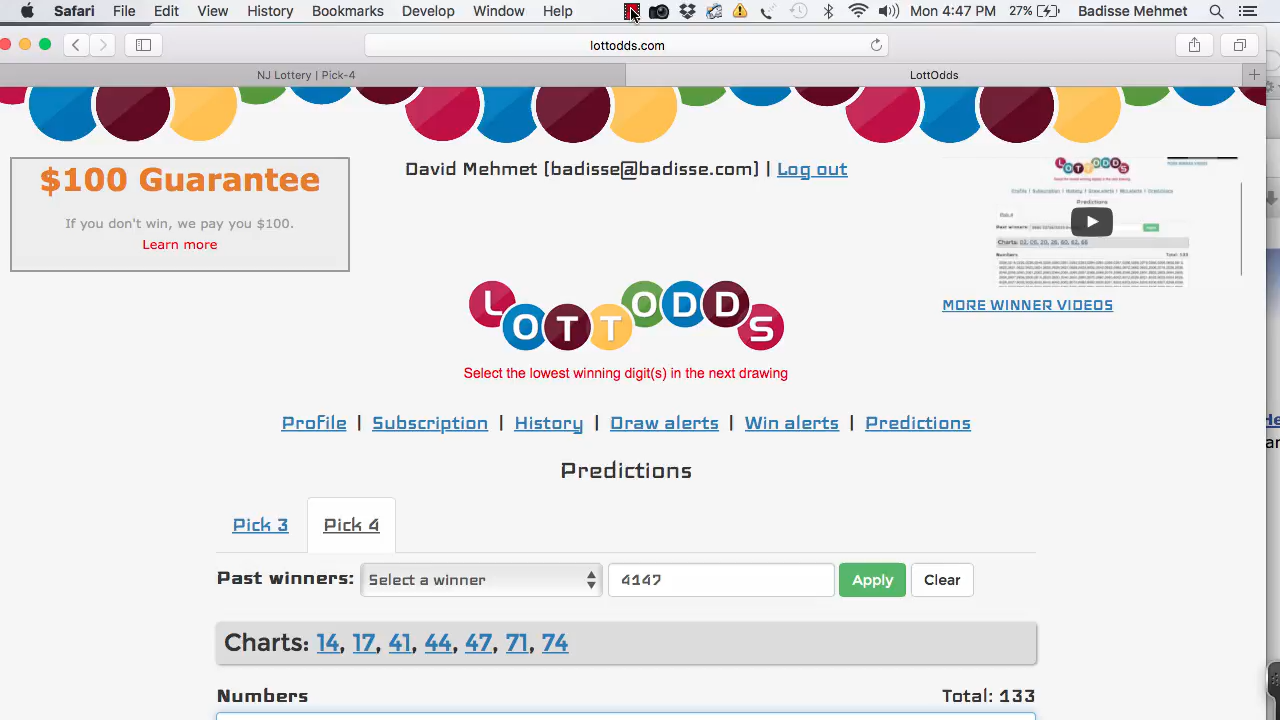 Safari File Edit View History Bookmarks Develop Window Help Mon 4:47 PM 27% Badisse Mehmet
lottodds.com
NJ Lottery | Pick-4 LottOdds
$100 Guarantee
If you don't win, we pay you $100.
Learn more
David Mehmet [badisse@badisse.com] | Log out
Predictions
MORE WINNER VIDEOS
LOTTODDS
Select the lowest winning digit(s) in the next drawing
Profile | Subscription | History | Draw alerts | Win alerts | Predictions
Predictions
Pick 3 Pick 4
Past winners: Select a winner 4147 Apply Clear
Charts: 14, 17, 41, 44, 47, 71, 74
Numbers Total: 133